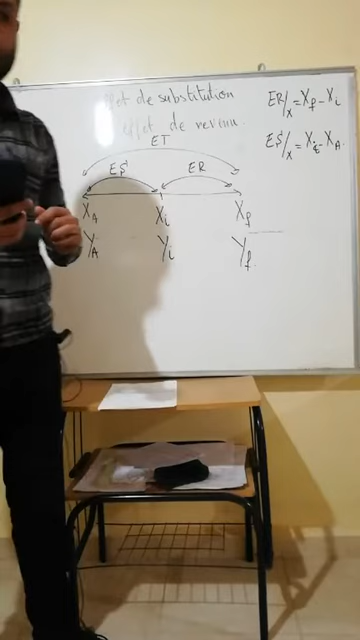 effet de substitution
effet de revenu.
ER/x = Xf - Xi
ES/x = Xi - XA.
ET
ES ER
XA Xi Xf
YA Yi Yf